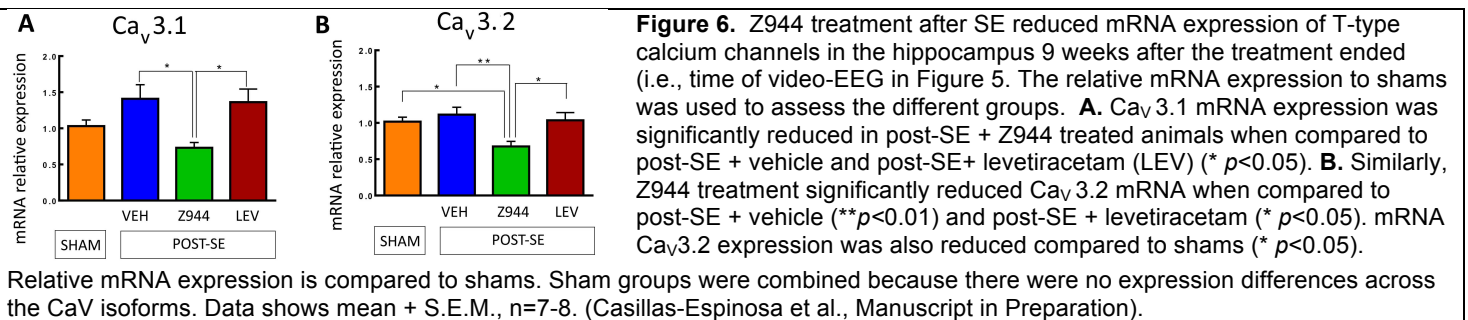 A
Cav3.1
mRNA relative expression
2.0
1.5
1.0
0.5
0.0
*
*
VEH Z944 LEV
SHAM POST-SE
B
Cav3. 2
mRNA relative expression
2.0
1.5
1.0
0.5
0.0
* *
*
*
VEH Z944 LEV
SHAM POST-SE
Figure 6. Z944 treatment after SE reduced mRNA expression of T-type
calcium channels in the hippocampus 9 weeks after the treatment ended
(i.e., time of video-EEG in Figure 5. The relative mRNA expression to shams
was used to assess the different groups. A. CaV 3.1 mRNA expression was
significantly reduced in post-SE + Z944 treated animals when compared to
post-SE + vehicle and post-SE+ levetiracetam (LEV) (* p<0.05). B. Similarly,
Z944 treatment significantly reduced CaV 3.2 mRNA when compared to
post-SE + vehicle (**p<0.01) and post-SE + levetiracetam (* p<0.05). mRNA
CaV3.2 expression was also reduced compared to shams (* p<0.05).
Relative mRNA expression is compared to shams. Sham groups were combined because there were no expression differences across
the CaV isoforms. Data shows mean + S.E.M., n=7-8. (Casillas-Espinosa et al., Manuscript in Preparation).